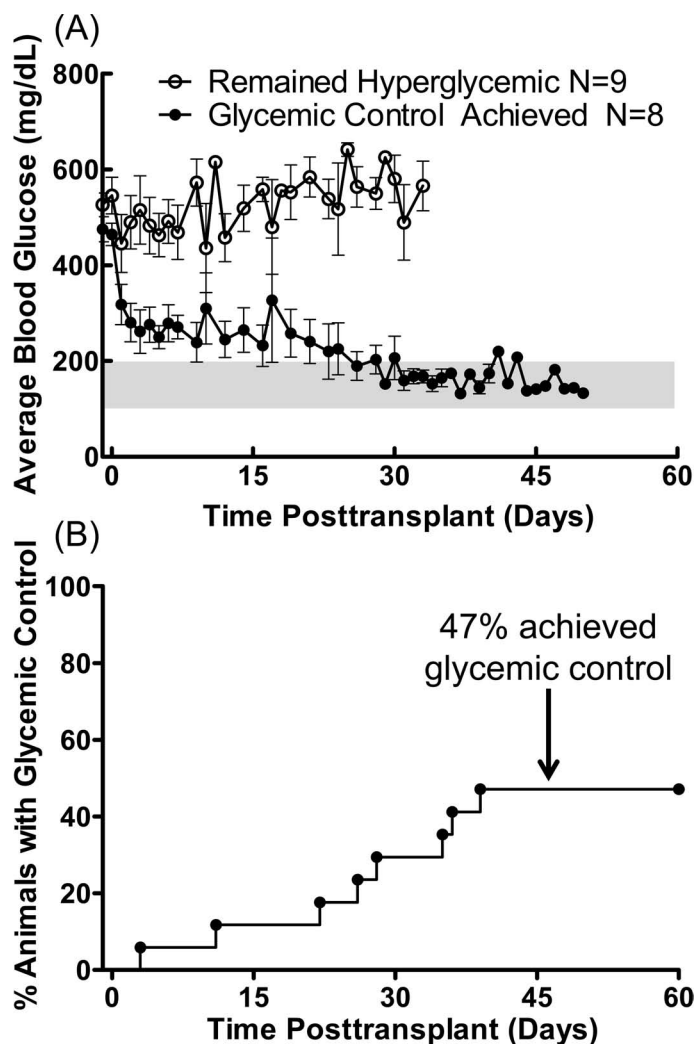 (A)
Average Blood Glucose (mg/dL)
800
600
400
200
0
Remained Hyperglycemic N=9
Glycemic Control Achieved N=8
0 15 30 45 60
Time Posttransplant (Days)
(B)
% Animals with Glycemic Control
100
80
60
40
20
0
47% achieved
glycemic control
0 15 30 45 60
Time Posttransplant (Days)